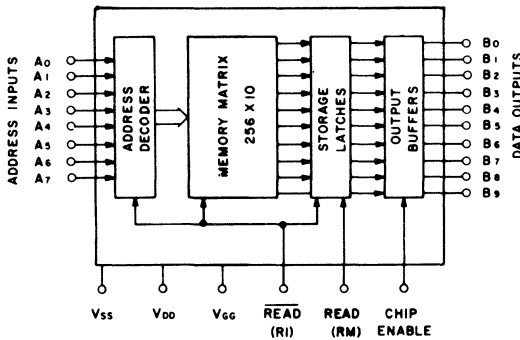 ADDRESS INPUTS
A0
A1
A2
A3
A4
A5
A6
A7
ADDRESS
DECODER
MEMORY MATRIX
256 X 10
STORAGE
LATCHES
OUTPUT
BUFFERS
B0
B1
B2
B3
B4
B5
B6
B7
B8
B9
DATA OUTPUTS
VSS
VDD
VGG
READ
(RI)
READ
(RM)
CHIP
ENABLE